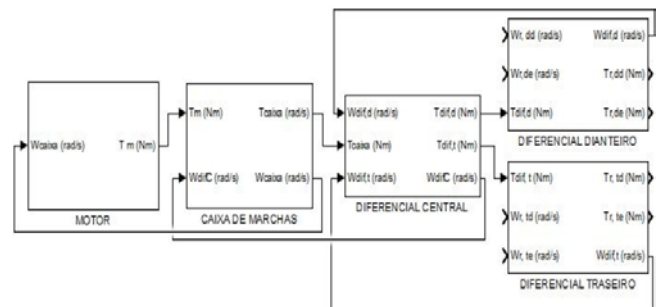 Wcaixa (rad/s)
T m (Nm)
MOTOR
Tm (Nm)
Tcaixa (rad/s)
WdifC (rad/s)
Wcaixa (rad/s)
CAIXA DE MARCHAS
Wdif,d (rad/s)
Tdif,d (Nm)
Tcaixa (Nm)
Tdif,t (Nm)
Wdif,t (rad/s)
WdifC (rad/s)
DIFERENCIAL CENTRAL
Wr, dd (rad/s)
Wdif,d (rad/s)
Wr,de (rad/s)
Tr,dd (Nm)
Tdif,d (Nm)
Tr,de (Nm)
DIFERENCIAL DIANTEIRO
Tdif, t (Nm)
Tr, td (Nm)
Wr, td (rad/s)
Tr, te (Nm)
Wr, te (rad/s)
Wdif,t (rad/s)
DIFERENCIAL TRASEIRO